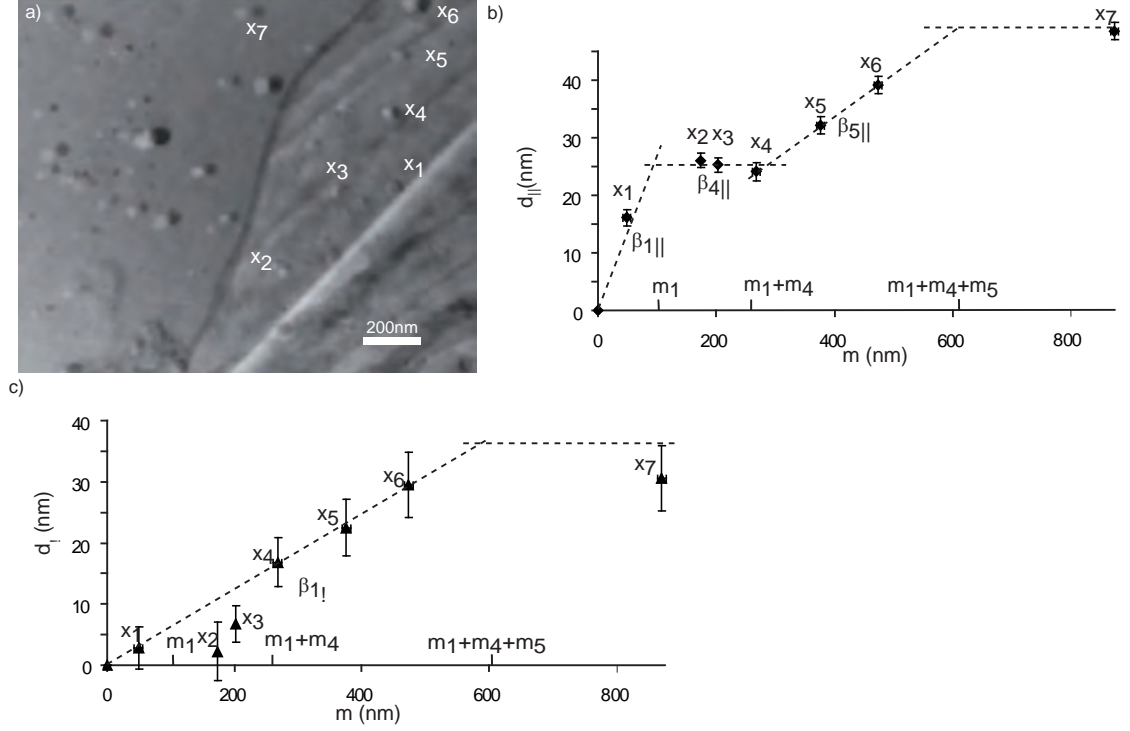 a)
x7
x6
x5
x4
x3
x1
x2
200nm
b)
d||(nm)
40
30
20
10
0
x1
β1||
x2 x3
β4||
x4
x5
β5||
x6
x7
m1
m1+m4
m1+m4+m5
0 200 400 600 800
m (nm)
c)
d¡ (nm)
40
30
20
10
0
x1
x2
x3
x4
β1!
x5
x6
x7
m1
m1+m4
m1+m4+m5
0 200 400 600 800
m (nm)